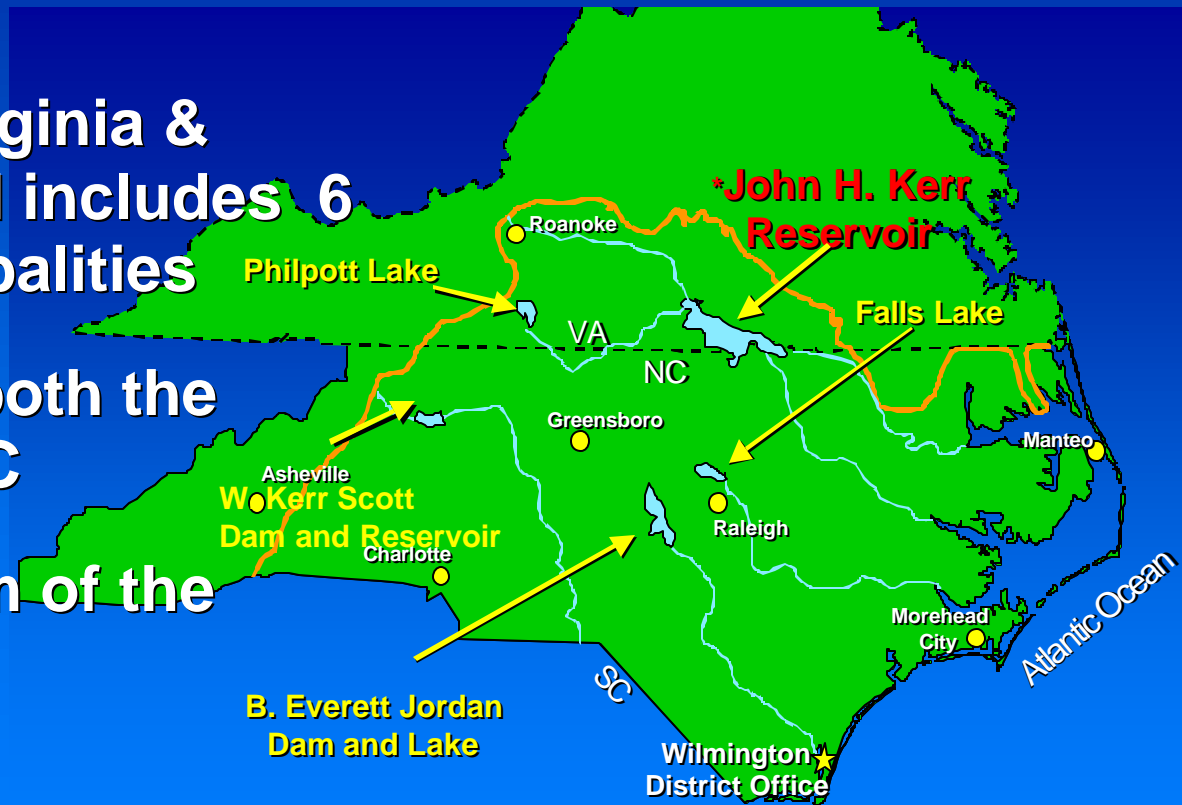 ginia &
includes 6
palities
both the
C
of the
*John H. Kerr
Reservoir
Roanoke
Philpott Lake
Falls Lake
VA
NC
Greensboro
Manteo
Asheville
W. Kerr Scott
Dam and Reservoir
Raleigh
Charlotte
Morehead
City
Atlantic Ocean
SC
B. Everett Jordan
Dam and Lake
Wilmington
District Office